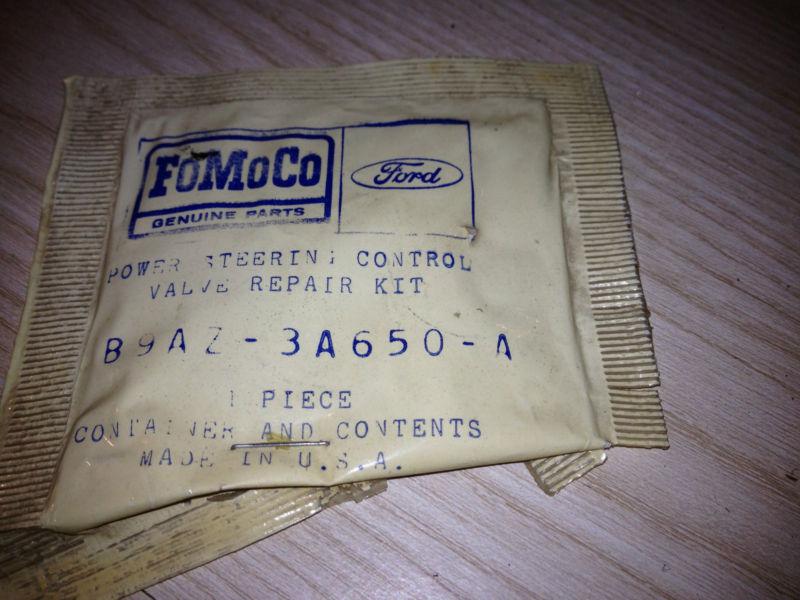 FoMoCo
GENUINE PARTS
Ford
POWER STEERING CONTROL
VALVE REPAIR KIT
B9AZ-3A650-A
1 PIECE
CONTAINER AND CONTENTS
MADE IN U.S.A.